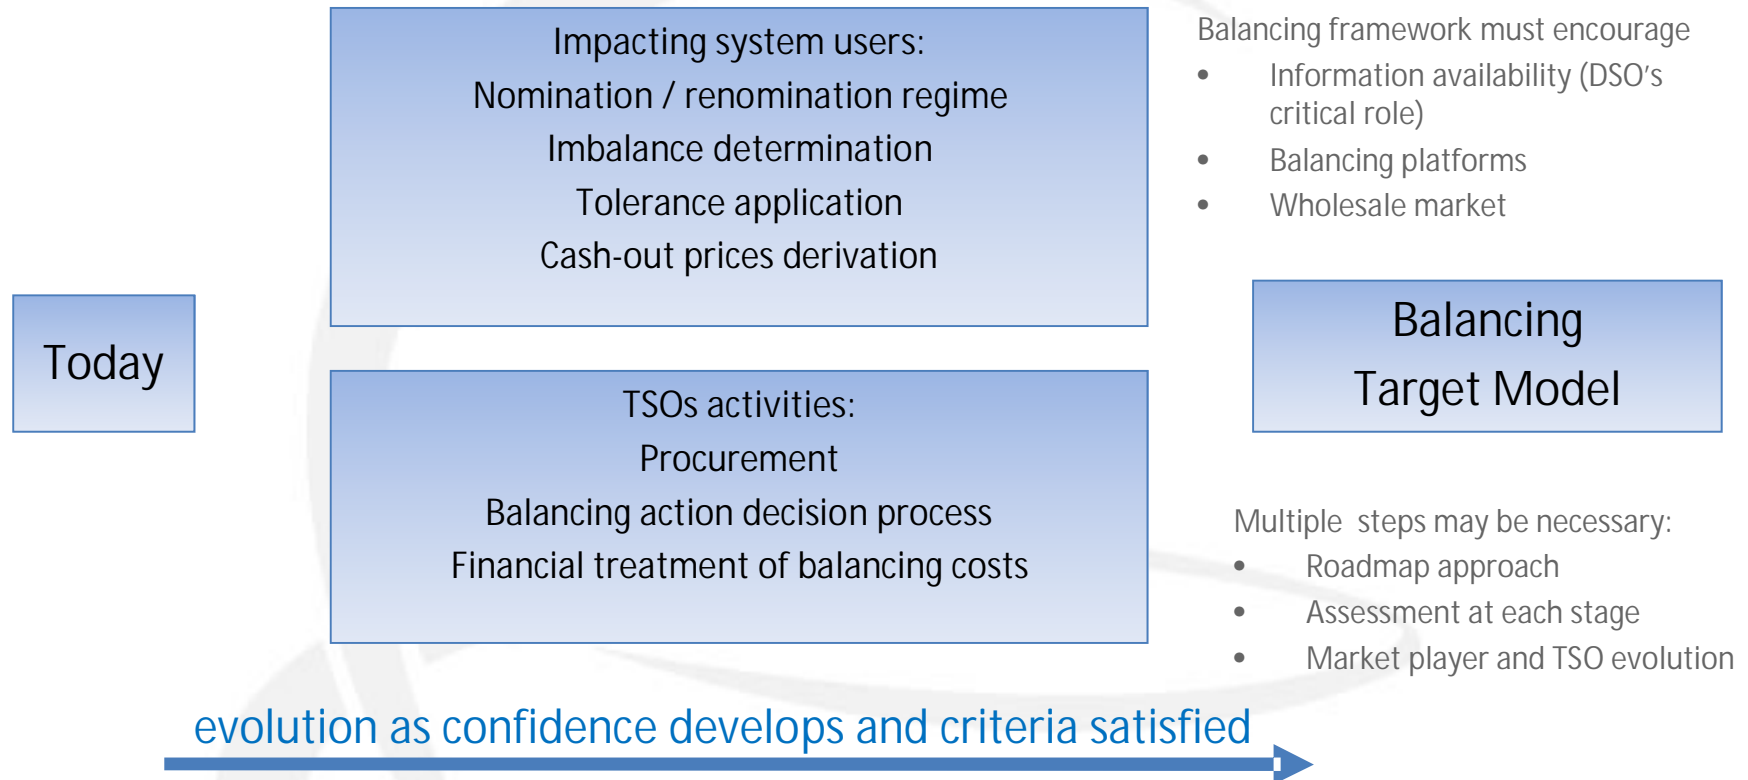 Impacting system users:
Nomination / renomination regime
Imbalance determination
Tolerance application
Cash-out prices derivation
Balancing framework must encourage
• Information availability (DSO's
critical role)
• Balancing platforms
• Wholesale market
Today
Balancing
Target Model
TSOs activities:
Procurement
Balancing action decision process
Financial treatment of balancing costs
Multiple steps may be necessary:
• Roadmap approach
• Assessment at each stage
• Market player and TSO evolution
evolution as confidence develops and criteria satisfied